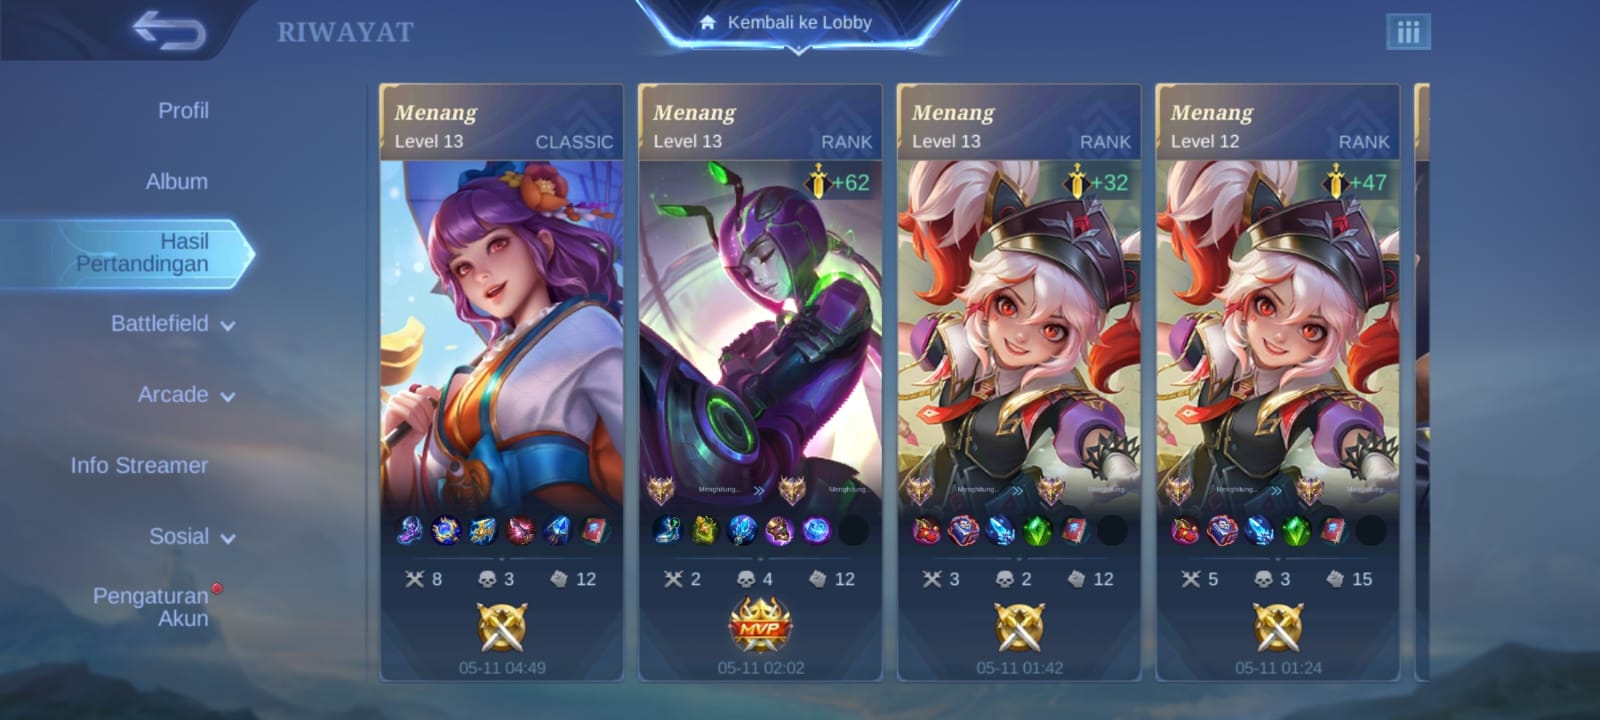 RIWAYAT
Kembali ke Lobby
Profil
Album
Hasil
Pertandingan
Battlefield
Arcade
Info Streamer
Sosial
Pengaturan
Akun
Menang
Level 13 CLASSIC
8 3 12
05-11 04:49
Menang
Level 13 RANK
+62
Menghitung... Menghitung...
2 4 12
MVP
05-11 02:02
Menang
Level 13 RANK
+32
Menghitung... Menghitung...
3 2 12
05-11 01:42
Menang
Level 12 RANK
+47
Menghitung... Menghitung...
5 3 15
05-11 01:24